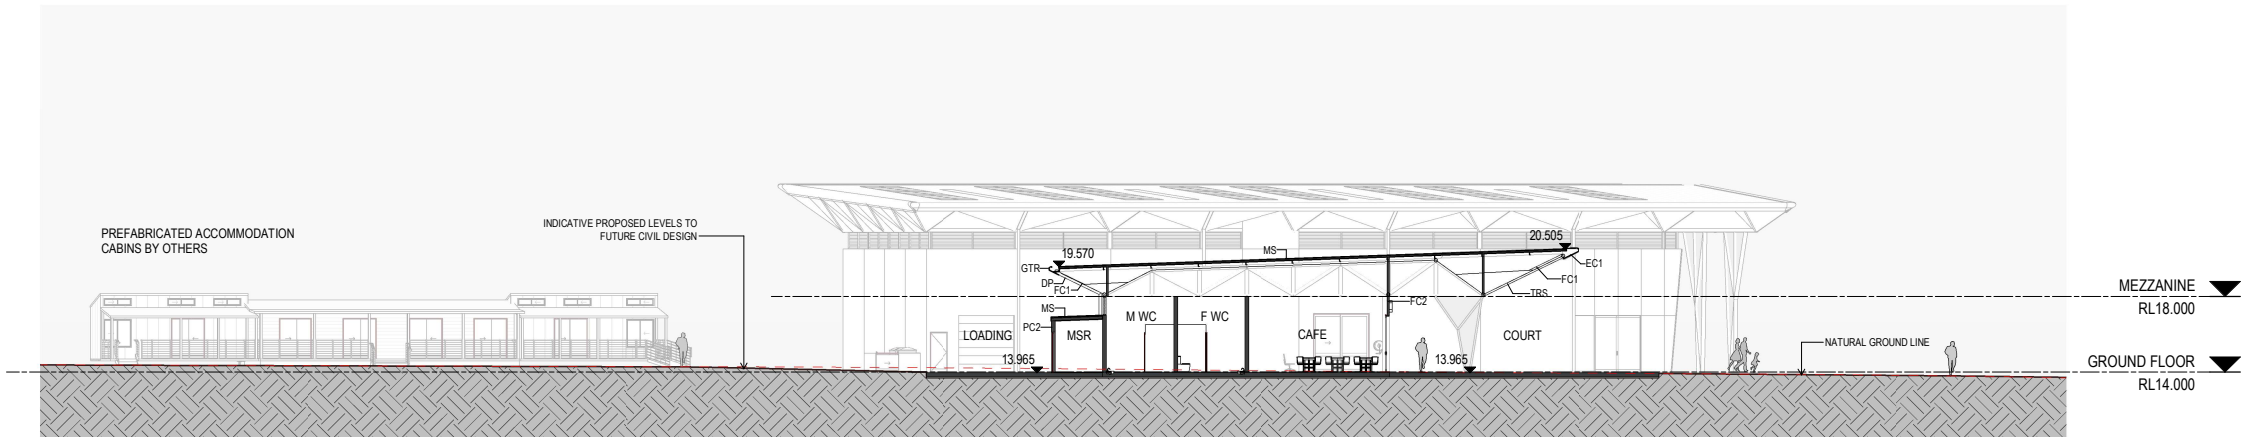 PREFABRICATED ACCOMMODATION
CABINS BY OTHERS
INDICATIVE PROPOSED LEVELS TO
FUTURE CIVIL DESIGN
19.570
MS
20.505
GTR
DP
FC1
EC1
FC1
TRS
MS
PC2
FC2
LOADING
MSR
M WC
F WC
CAFE
COURT
13.965
13.965
NATURAL GROUND LINE
MEZZANINE
RL18.000
GROUND FLOOR
RL14.000